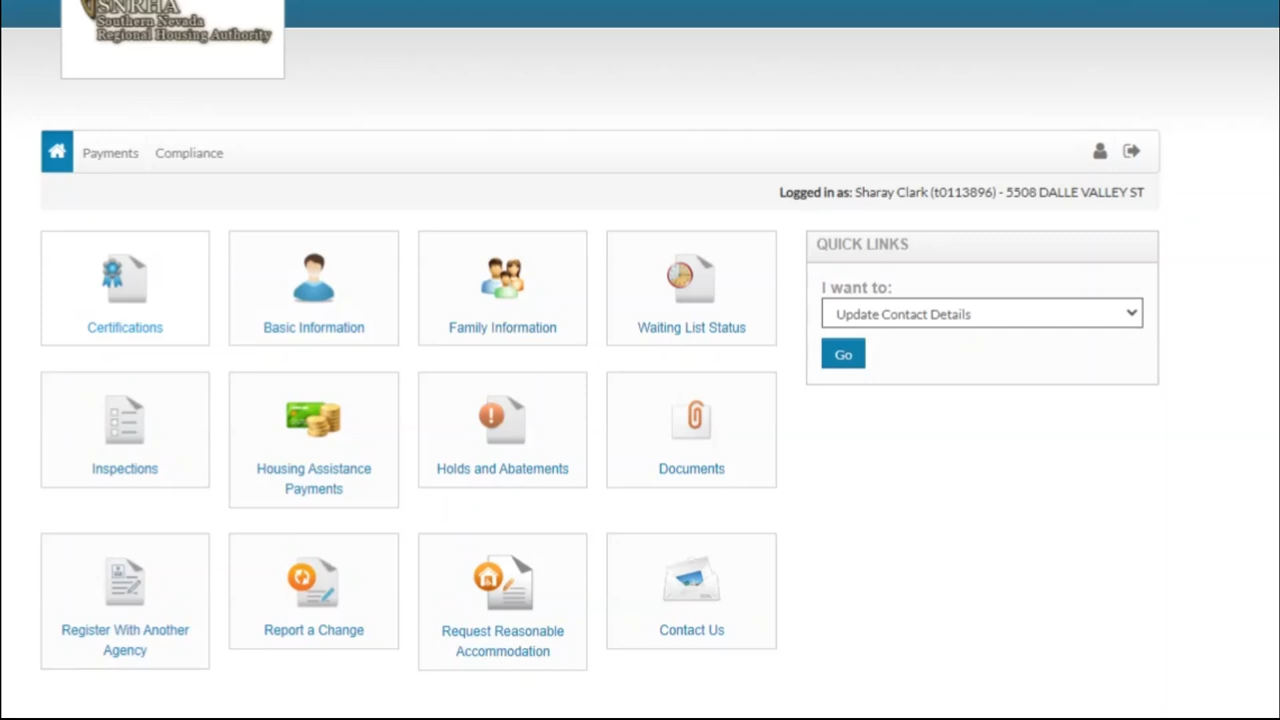 SNRHA
Southern Nevada
Regional Housing Authority
Payments Compliance
Logged in as: Sharay Clark (t0113896) - 5508 DALLE VALLEY ST
Certifications
Basic Information
Family Information
Waiting List Status
QUICK LINKS
I want to:
Update Contact Details
Go
Inspections
Housing Assistance
Payments
Holds and Abatements
Documents
Register With Another
Agency
Report a Change
Request Reasonable
Accommodation
Contact Us